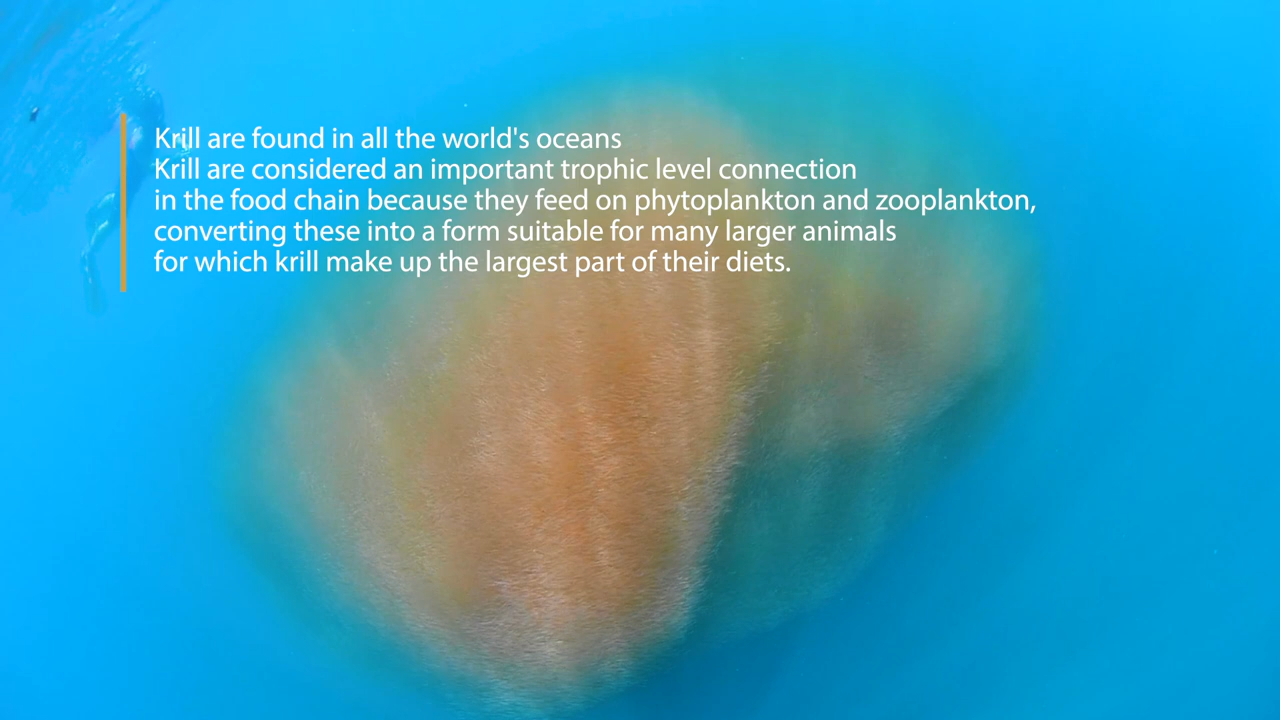 Krill are found in all the world's oceans
Krill are considered an important trophic level connection
in the food chain because they feed on phytoplankton and zooplankton,
converting these into a form suitable for many larger animals
for which krill make up the largest part of their diets.